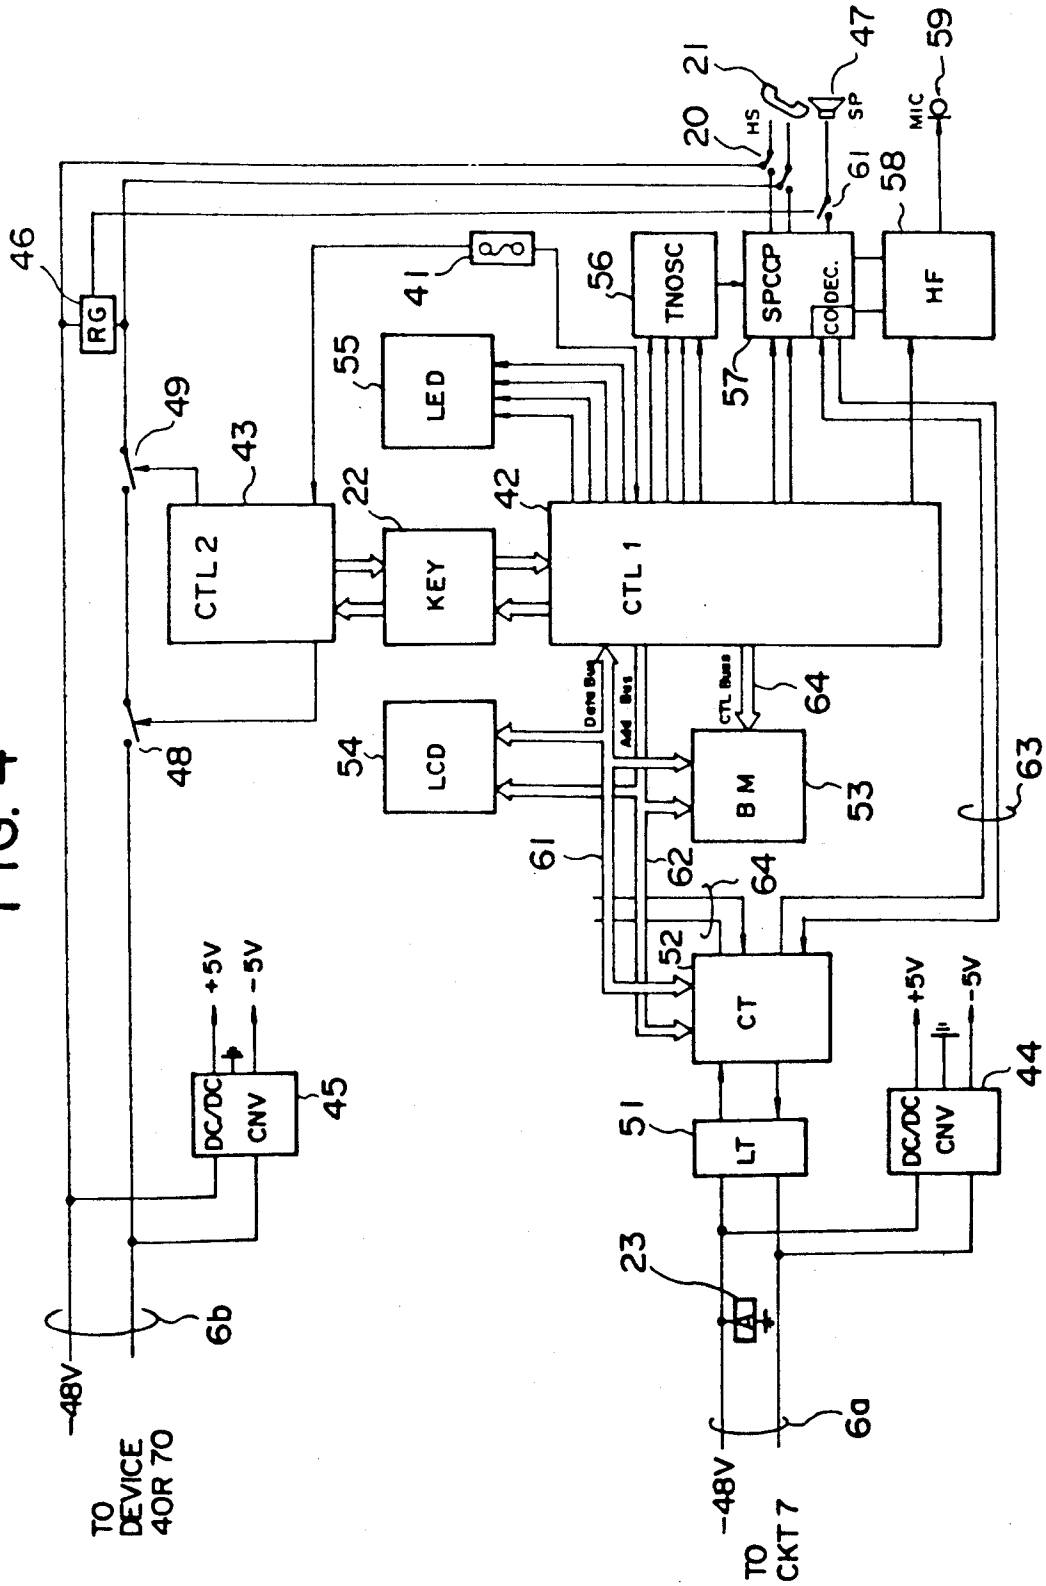 FIG. 4
-48V
6b
TO
DEVICE
4OR 70
DC/DC
CNV
+5V
-5V
45
48
49
46
RG
CTL 2
43
KEY
22
LED
55
41
LCD
54
CTL 1
42
TNOSC
56
SPCCP
CODEC.
57
HF
58
20
HS
21
SP
47
61
MIC
59
Data Bus
Add Bus
CTL Buss
64
BM
53
61
62
64
63
CT
52
LT
51
23
-48V
6a
TO
CKT 7
DC/DC
CNV
+5V
-5V
44